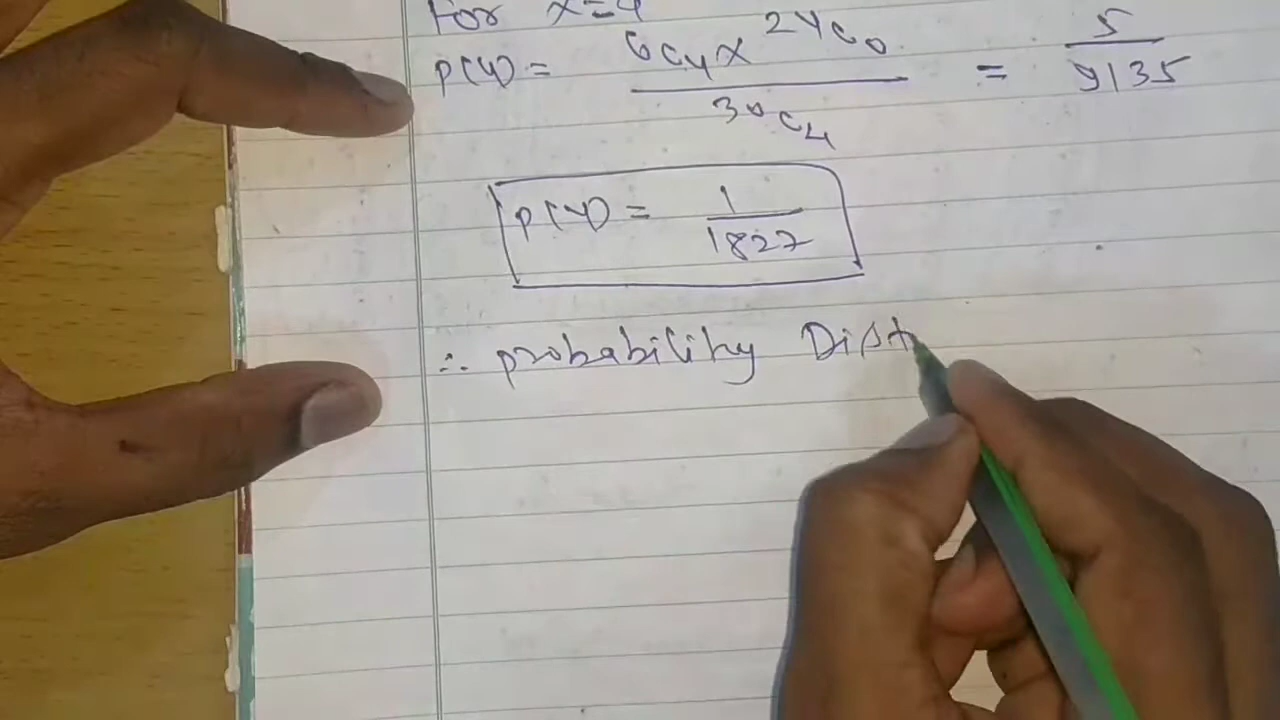 For x=4
P(4) = 6C4 x 24C0 / 30C4 = 5 / 9135
P(4) = 1 / 1827
∴ probability Dist